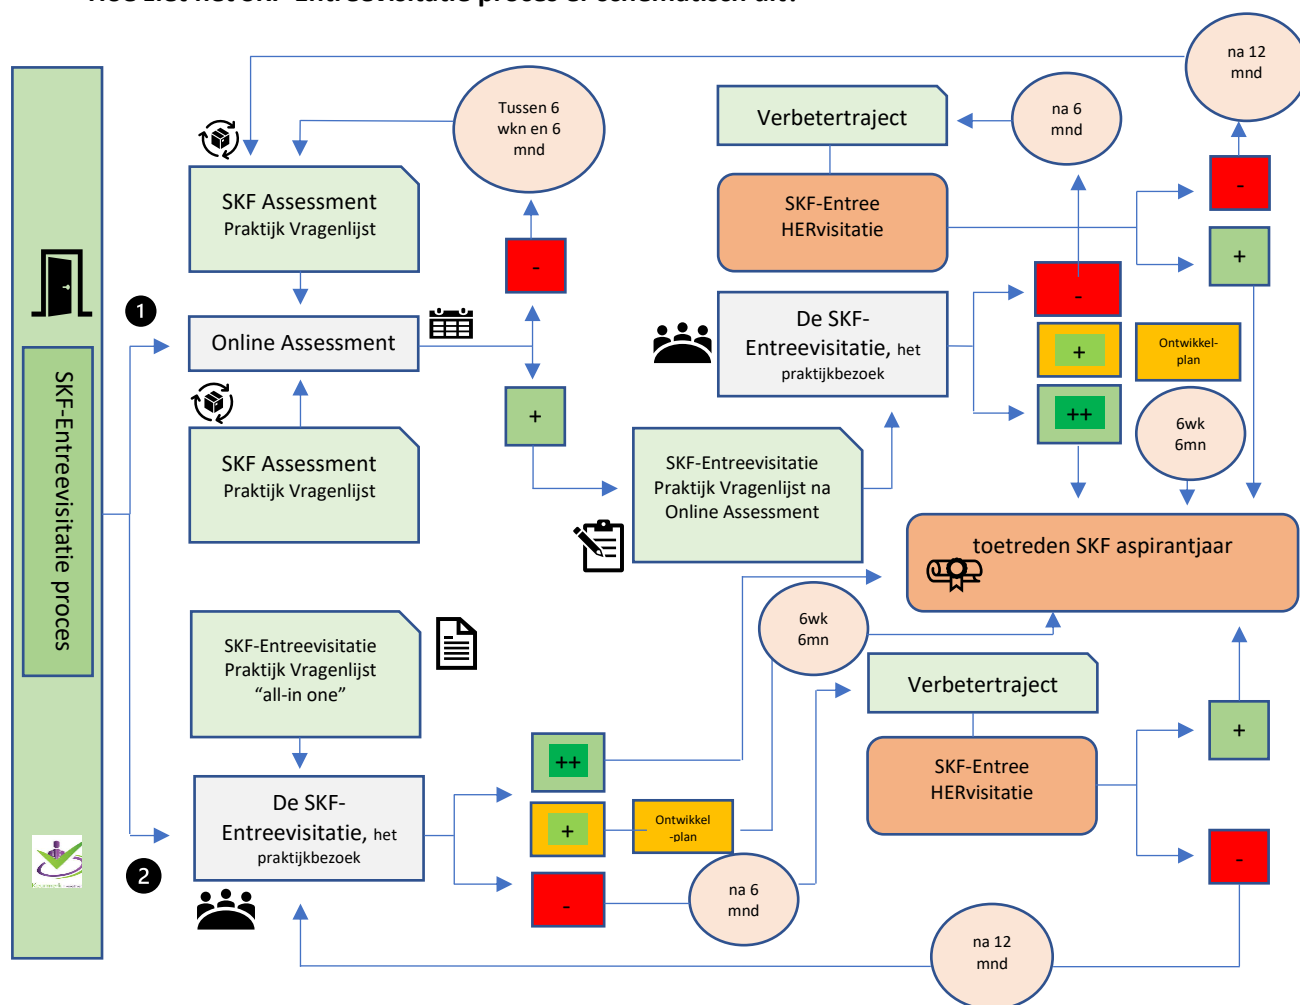 na 12
mnd
Tussen 6
wkn en 6
mnd
Verbetertraject
na 6
mnd
SKF Assessment
Praktijk Vragenlijst
SKF-Entree
HERvisitatie
-
+
-
1
Online Assessment
De SKF-
Entreevisitatie, het
praktijkbezoek
-
+
Ontwikkel-
plan
++
6wk
6mn
+
SKF Assessment
Praktijk Vragenlijst
SKF-Entreevisitatie
Praktijk Vragenlijst na
Online Assessment
SKF-Entreevisitatie proces
toetreden SKF aspirantjaar
SKF-Entreevisitatie
Praktijk Vragenlijst
“all-in one”
6wk
6mn
Verbetertraject
++
+
SKF-Entree
HERvisitatie
De SKF-
Entreevisitatie, het
praktijkbezoek
+
Ontwikkel
-plan
-
2
-
na 6
mnd
na 12
mnd